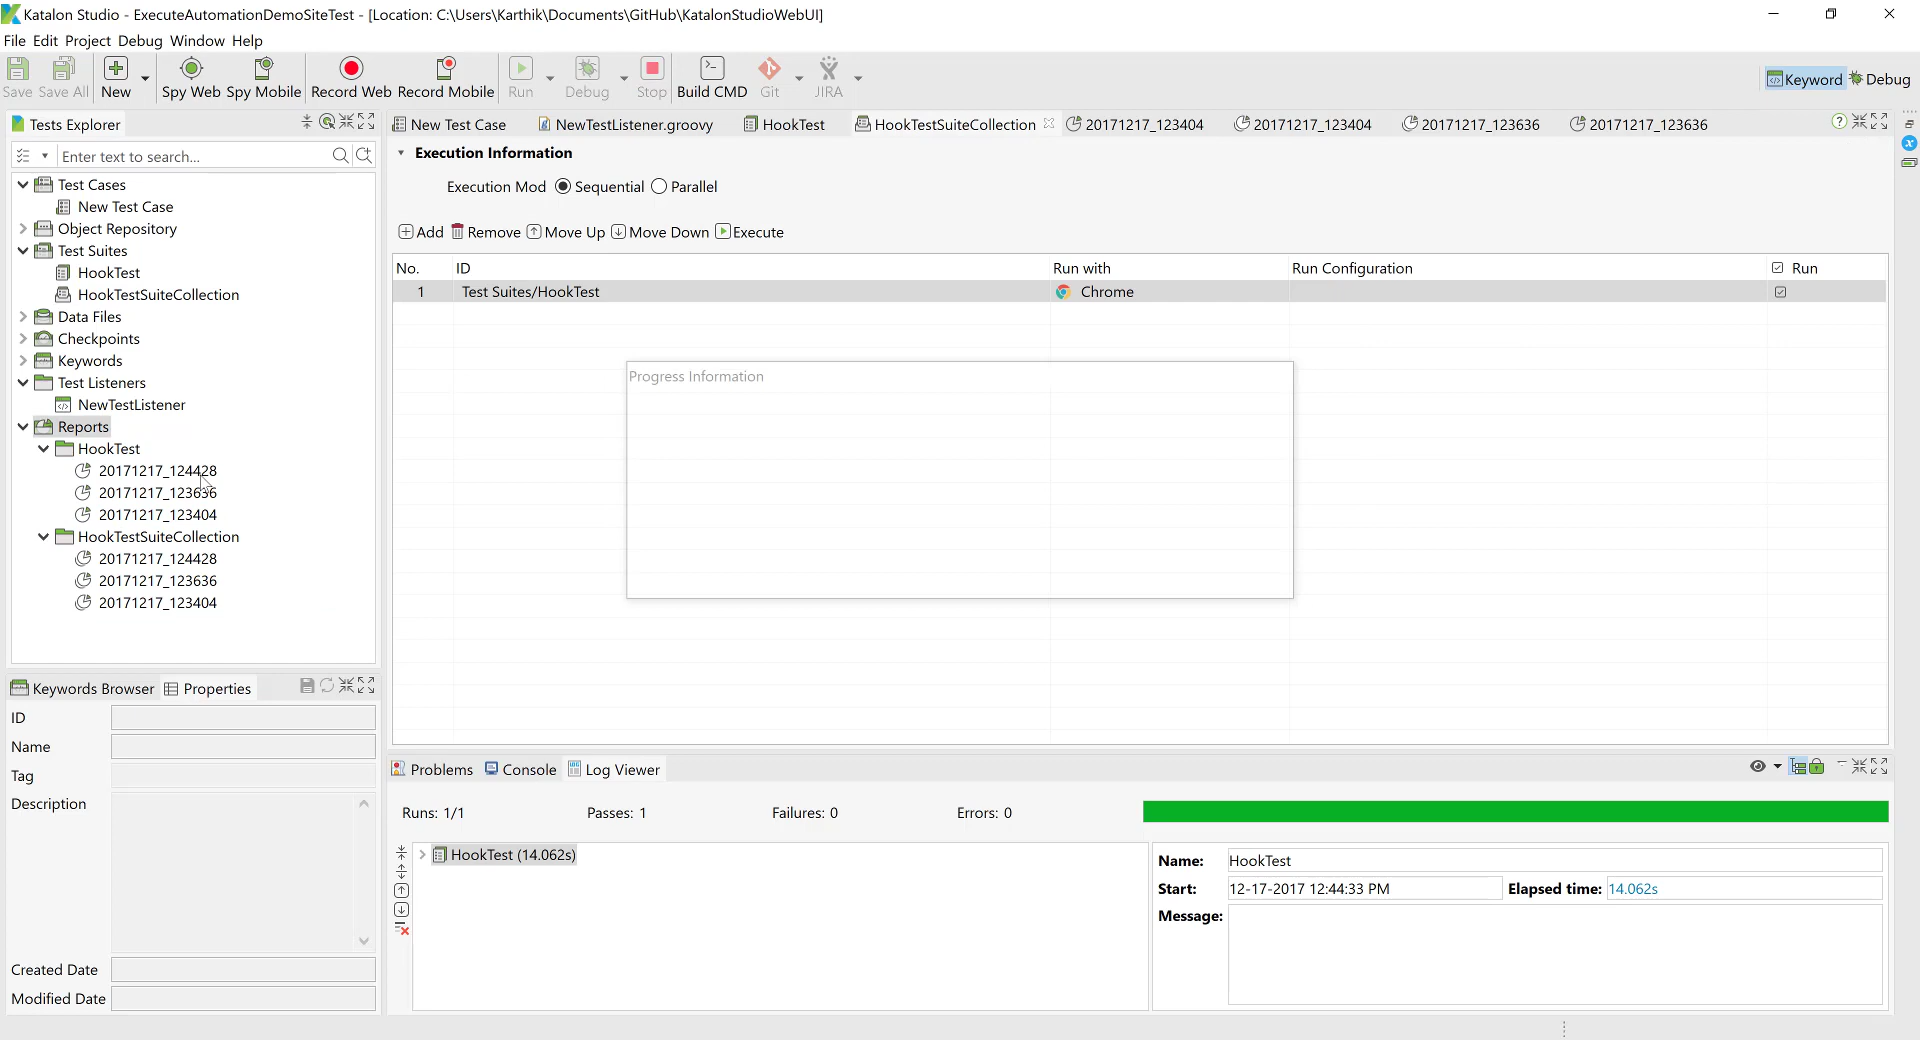 Katalon Studio - ExecuteAutomationDemoSiteTest - [Location: C:\Users\Karthik\Documents\GitHub\KatalonStudioWebUI]
File Edit Project Debug Window Help
Save Save All New Spy Web Spy Mobile Record Web Record Mobile Run Debug Stop Build CMD Git JIRA Keyword Debug
Tests Explorer
Enter text to search...
Test Cases
New Test Case
Object Repository
Test Suites
HookTest
HookTestSuiteCollection
Data Files
Checkpoints
Keywords
Test Listeners
NewTestListener
Reports
HookTest
20171217_124428
20171217_123636
20171217_123404
HookTestSuiteCollection
20171217_124428
20171217_123636
20171217_123404
Keywords Browser Properties
ID
Name
Tag
Description
Created Date
Modified Date
New Test Case NewTestListener.groovy HookTest HookTestSuiteCollection 20171217_123404 20171217_123404 20171217_123636 20171217_123636
Execution Information
Execution Mod Sequential Parallel
Add Remove Move Up Move Down Execute
No. ID Run with Run Configuration Run
1 Test Suites/HookTest Chrome
Progress Information
Problems Console Log Viewer
Runs: 1/1 Passes: 1 Failures: 0 Errors: 0
HookTest (14.062s)
Name: HookTest
Start: 12-17-2017 12:44:33 PM Elapsed time: 14.062s
Message: